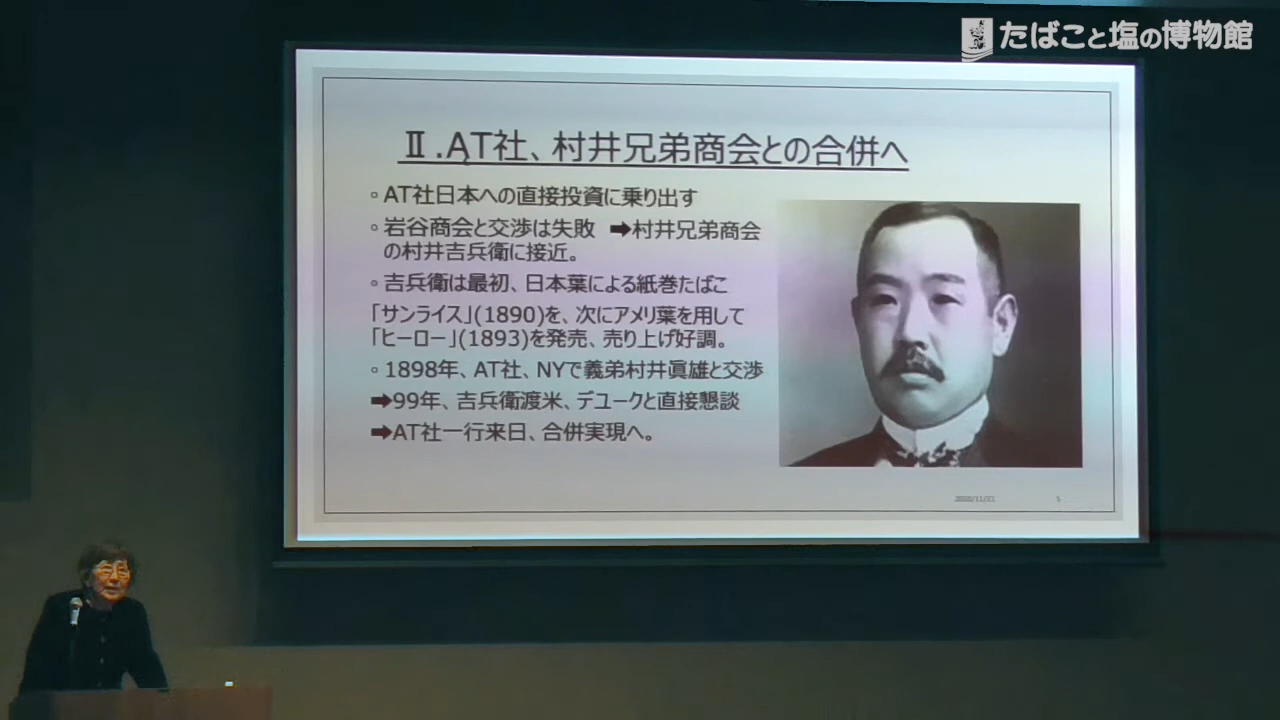 たばこと塩の博物館
Ⅱ.AT社、村井兄弟商会との合併へ
◦AT社日本への直接投資に乗り出す
◦岩谷商会と交渉は失敗 ➡村井兄弟商会
の村井吉兵衛に接近。
◦吉兵衛は最初、日本葉による紙巻たばこ
「サンライス」(1890)を、次にアメリ葉を用して
「ヒーロー」(1893)を発売、売り上げ好調。
◦1898年、AT社、NYで義弟村井眞雄と交渉
➡99年、吉兵衛渡米、デュークと直接懇談
➡AT社一行来日、合併実現へ。
5